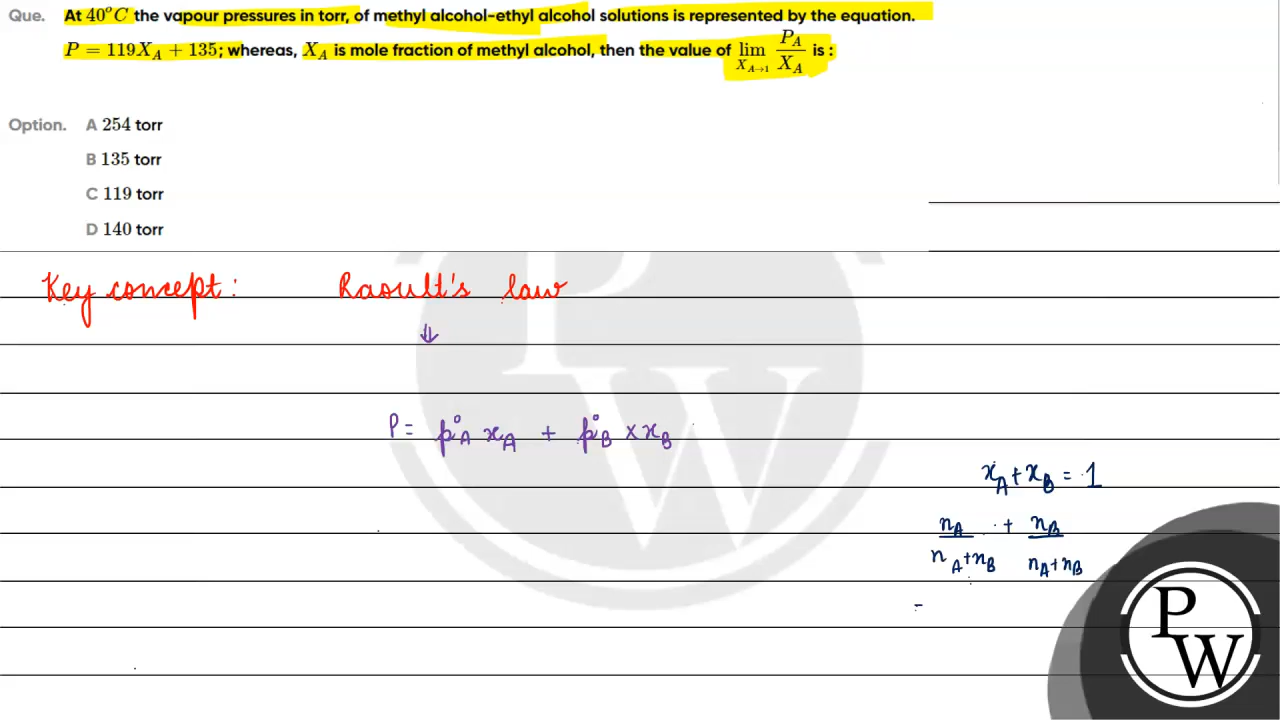 Que. At 40°C the vapour pressures in torr, of methyl alcohol-ethyl alcohol solutions is represented by the equation.
P = 119X_A + 135; whereas, X_A is mole fraction of methyl alcohol, then the value of lim_{X_{A→1}} P_A/X_A is :
Option. A 254 torr
B 135 torr
C 119 torr
D 140 torr
Key concept : Raoult's law
⇓
P = p°_A x_A + p°_B × x_B
x_A + x_B = 1
n_A/(n_A+n_B) + n_B/(n_A+n_B)
=
P
W
P
W